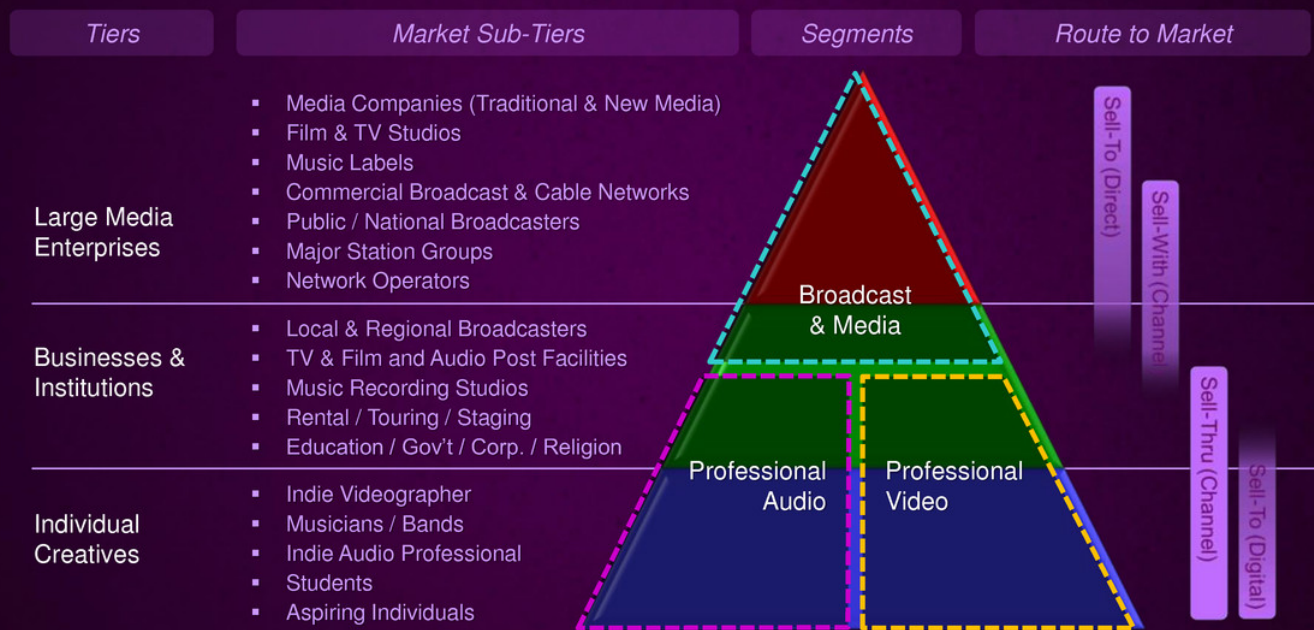 Tiers
Market Sub-Tiers
Segments
Route to Market
Large Media
Enterprises
▪ Media Companies (Traditional & New Media)
▪ Film & TV Studios
▪ Music Labels
▪ Commercial Broadcast & Cable Networks
▪ Public / National Broadcasters
▪ Major Station Groups
▪ Network Operators
Businesses &
Institutions
▪ Local & Regional Broadcasters
▪ TV & Film and Audio Post Facilities
▪ Music Recording Studios
▪ Rental / Touring / Staging
▪ Education / Gov't / Corp. / Religion
Individual
Creatives
▪ Indie Videographer
▪ Musicians / Bands
▪ Indie Audio Professional
▪ Students
▪ Aspiring Individuals
Broadcast
& Media
Professional
Audio
Professional
Video
Sell-To (Direct)
Sell-With (Channel
Sell-Thru (Channel)
Sell-To (Digital)